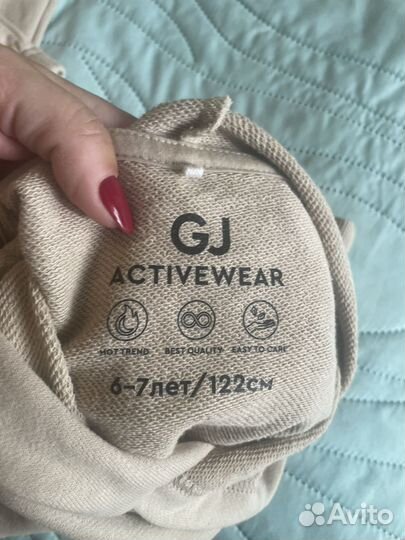 GJ
ACTIVEWEAR
HOT TREND BEST QUALITY EASY TO CARE
6-7лет/122см
Avito